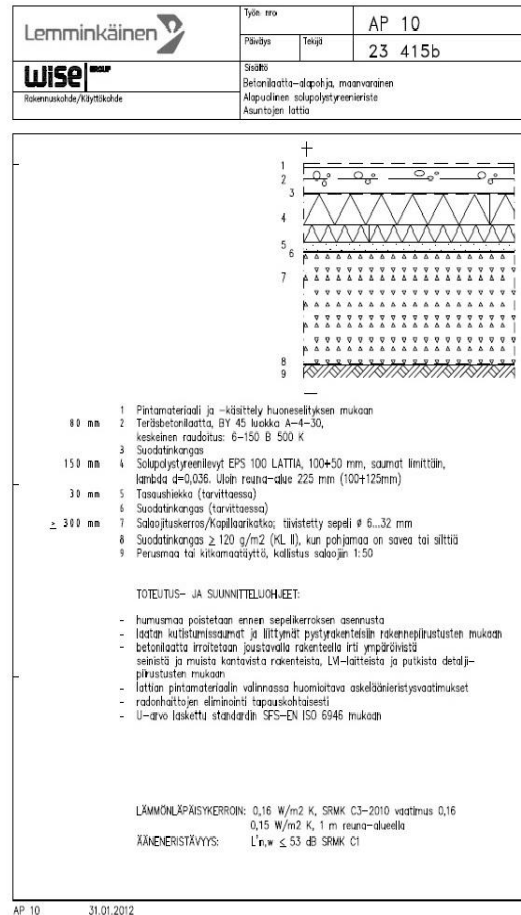 Lemminkäinen
Työn nro
AP 10
Päiväys
Tekijä
23 415b
wise GROUP
Rakennuskohde/Käyttökohde
Sisältö
Betonilaatta-alapohja, maanvarainen
Alapuolinen solupolystyreenieriste
Asuntojen lattia
+
1
2
3
4
5
6
7
8
9
–
1 Pintamateriaali ja -käsittely huoneselityksen mukaan
80 mm 2 Teräsbetonilaatta, BY 45 luokka A-4-30,
keskeinen raudoitus: 6-150 B 500 K
3 Suodatinkangas
150 mm 4 Solupolystyreenilevyt EPS 100 LATTIA, 100+50 mm, saumat limittäin,
lambda d=0,036. Uloin reuna-alue 225 mm (100+125mm)
30 mm 5 Tasaushiekka (tarvittaessa)
6 Suodatinkangas (tarvittaessa)
≥ 300 mm 7 Salaojituskerros/Kapillaarikatko; tiivistetty sepeli ø 6...32 mm
8 Suodatinkangas ≥ 120 g/m2 (KL II), kun pohjamaa on savea tai silttiä
9 Perusmaa tai kitkamaatäyttö, kallistus salaojiin 1:50
TOTEUTUS- JA SUUNNITTELUOHJEET:
- humusmaa poistetaan ennen sepelikerroksen asennusta
- laatan kutistumissaumat ja liittymät pystyrakenteisiin rakennepiirustusten mukaan
- betonilaatta irroitetaan joustavalla rakenteella irti ympäröivistä
seinistä ja muista kantavista rakenteista, LVI-laitteista ja putkista detalji-
piirustusten mukaan
- lattian pintamateriaalin valinnassa huomioitava askelääneristysvaatimukset
- radonhaittojen eliminointi tapauskohtaisesti
- U-arvo laskettu standardin SFS-EN ISO 6946 mukaan
LÄMMÖNLÄPÄISYKERROIN: 0,16 W/m2 K, SRMK C3-2010 vaatimus 0,16
0,15 W/m2 K, 1 m reuna-alueella
ÄÄNENERISTÄVYYS: L'n,w ≤ 53 dB SRMK C1
AP 10 31.01.2012